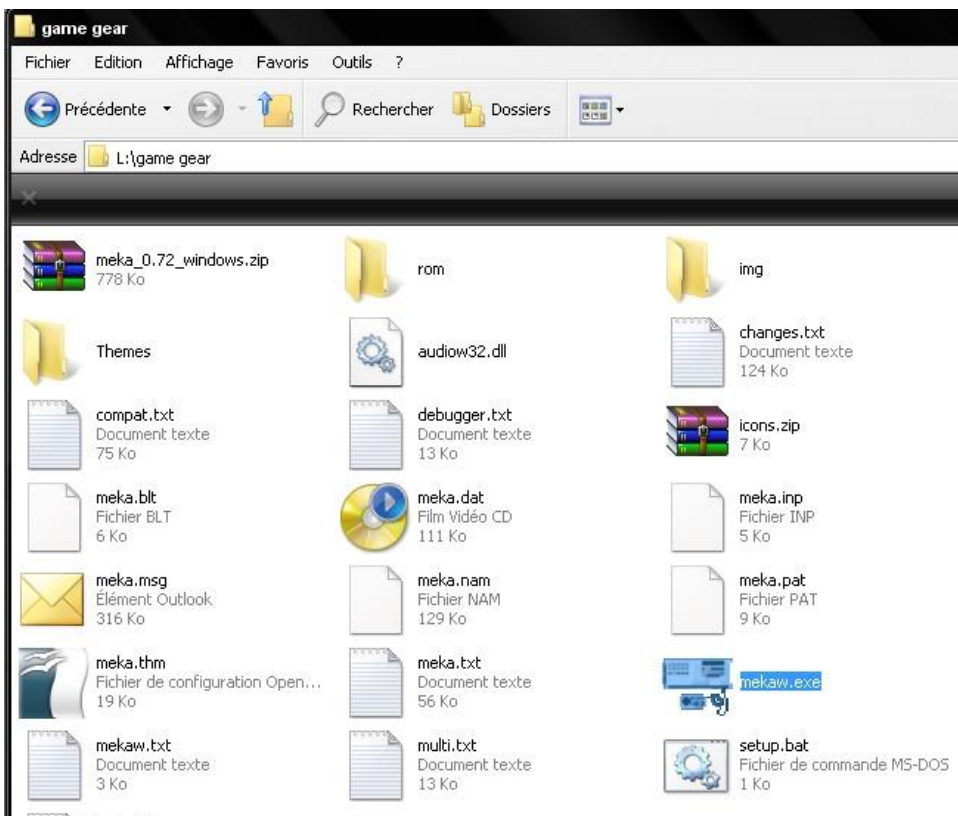 game gear
Fichier Edition Affichage Favoris Outils ?
Précédente Rechercher Dossiers
Adresse L:\game gear
meka_0.72_windows.zip
778 Ko
rom
img
Themes
audiow32.dll
changes.txt
Document texte
124 Ko
compat.txt
Document texte
75 Ko
debugger.txt
Document texte
13 Ko
icons.zip
7 Ko
meka.blt
Fichier BLT
6 Ko
meka.dat
Film Vidéo CD
111 Ko
meka.inp
Fichier INP
5 Ko
meka.msg
Élément Outlook
316 Ko
meka.nam
Fichier NAM
129 Ko
meka.pat
Fichier PAT
9 Ko
meka.thm
Fichier de configuration Open...
19 Ko
meka.txt
Document texte
56 Ko
mekaw.exe
mekaw.txt
Document texte
3 Ko
multi.txt
Document texte
13 Ko
setup.bat
Fichier de commande MS-DOS
1 Ko